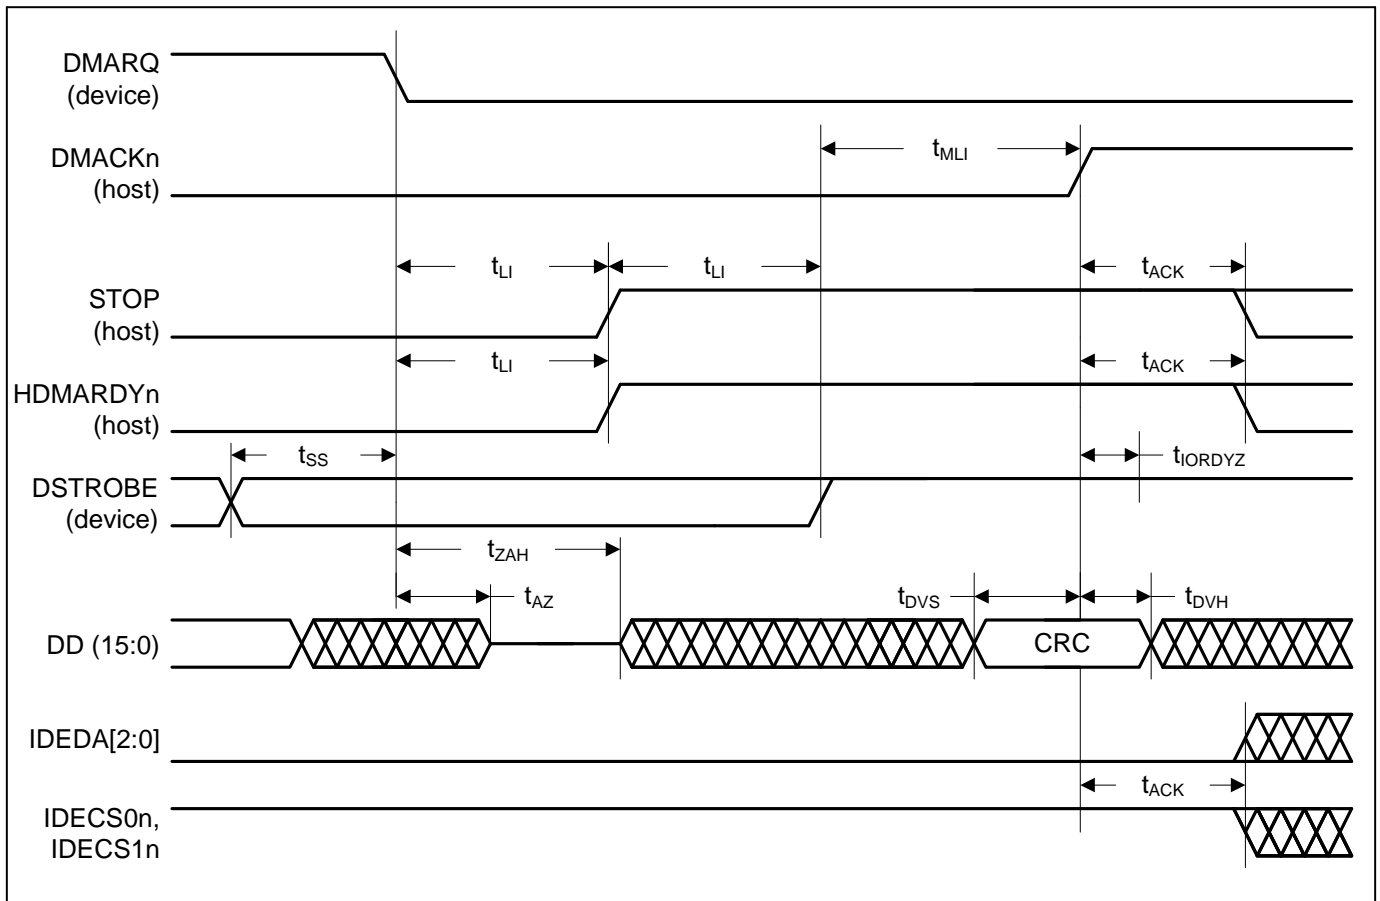 DMARQ
(device)
DMACKn
(host)
tMLI
tLI
tLI
tACK
STOP
(host)
tLI
tACK
HDMARDYn
(host)
tSS
tIORDYZ
DSTROBE
(device)
tZAH
tAZ
tDVS
tDVH
DD (15:0)
CRC
IDEDA[2:0]
tACK
IDECS0n,
IDECS1n